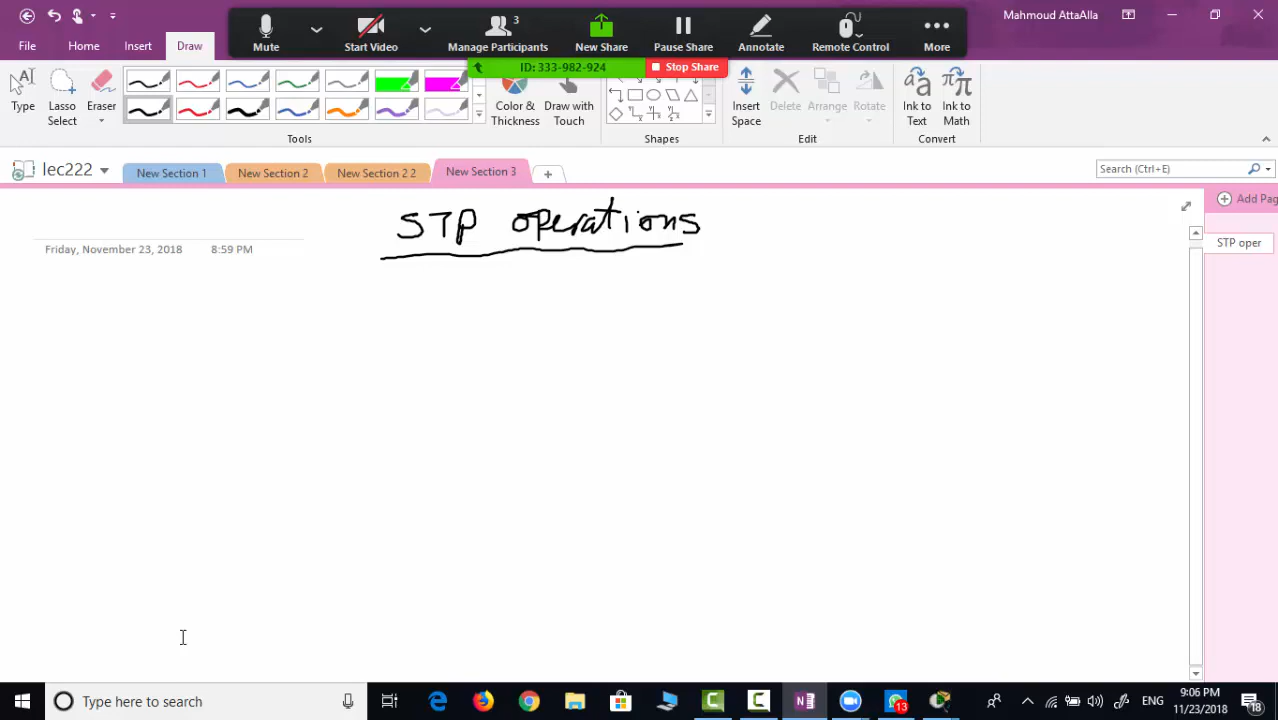 Mahmoud AttaAlla
File Home Insert Draw
Mute Start Video Manage Participants 3 New Share Pause Share Annotate Remote Control More
ID: 333-982-924 Stop Share
Type Lasso Select Eraser
Color & Thickness Draw with Touch
Insert Space Delete Arrange Rotate Ink to Text Ink to Math
Tools Shapes Edit Convert
lec222 New Section 1 New Section 2 New Section 2 2 New Section 3 + Search (Ctrl+E)
Add Pag
STP operations
STP oper
Friday, November 23, 2018 8:59 PM
Type here to search
13
ENG
9:06 PM
11/23/2018
18